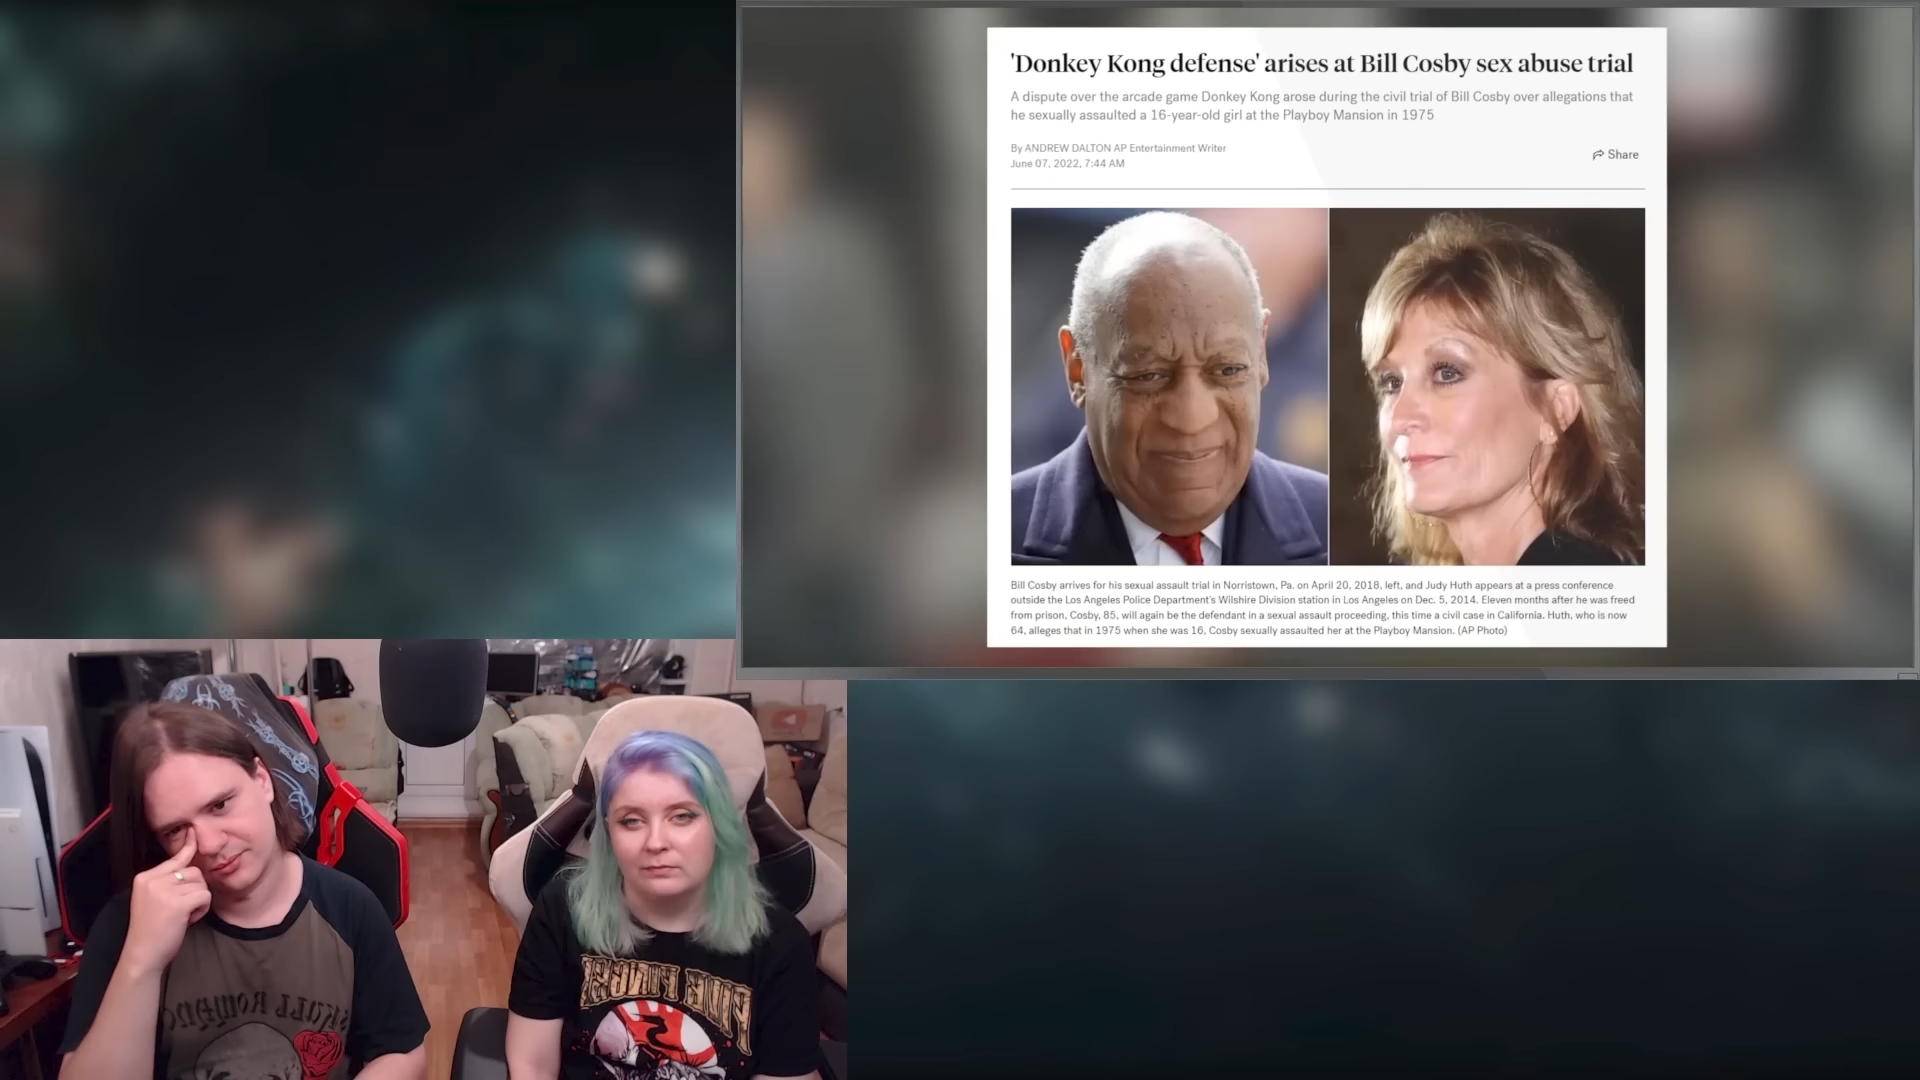 'Donkey Kong defense' arises at Bill Cosby sex abuse trial
A dispute over the arcade game Donkey Kong arose during the civil trial of Bill Cosby over allegations that
he sexually assaulted a 16-year-old girl at the Playboy Mansion in 1975
By ANDREW DALTON AP Entertainment Writer
June 07, 2022, 7:44 AM
Share
Bill Cosby arrives for his sexual assault trial in Norristown, Pa. on April 20, 2018, left, and Judy Huth appears at a press conference
outside the Los Angeles Police Department's Wilshire Division station in Los Angeles on Dec. 5, 2014. Eleven months after he was freed
from prison, Cosby, 85, will again be the defendant in a sexual assault proceeding, this time a civil case in California. Huth, who is now
64, alleges that in 1975 when she was 16, Cosby sexually assaulted her at the Playboy Mansion. (AP Photo)
FIVE FINGER
SKULL ROMANC